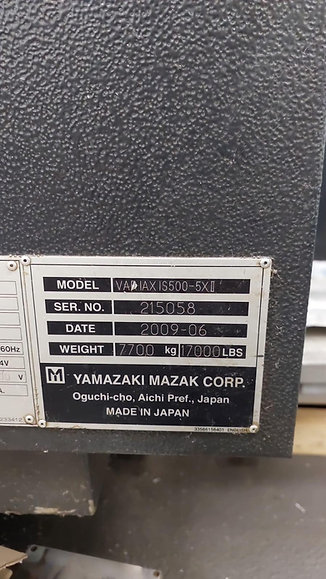 MODEL VARIAXIS500-5XⅡ
SER. NO. 215058
DATE 2009-06
WEIGHT 7700 kg 17000 LBS
M YAMAZAKI MAZAK CORP.
Oguchi-cho, Aichi Pref., Japan
MADE IN JAPAN
60Hz
V
A.